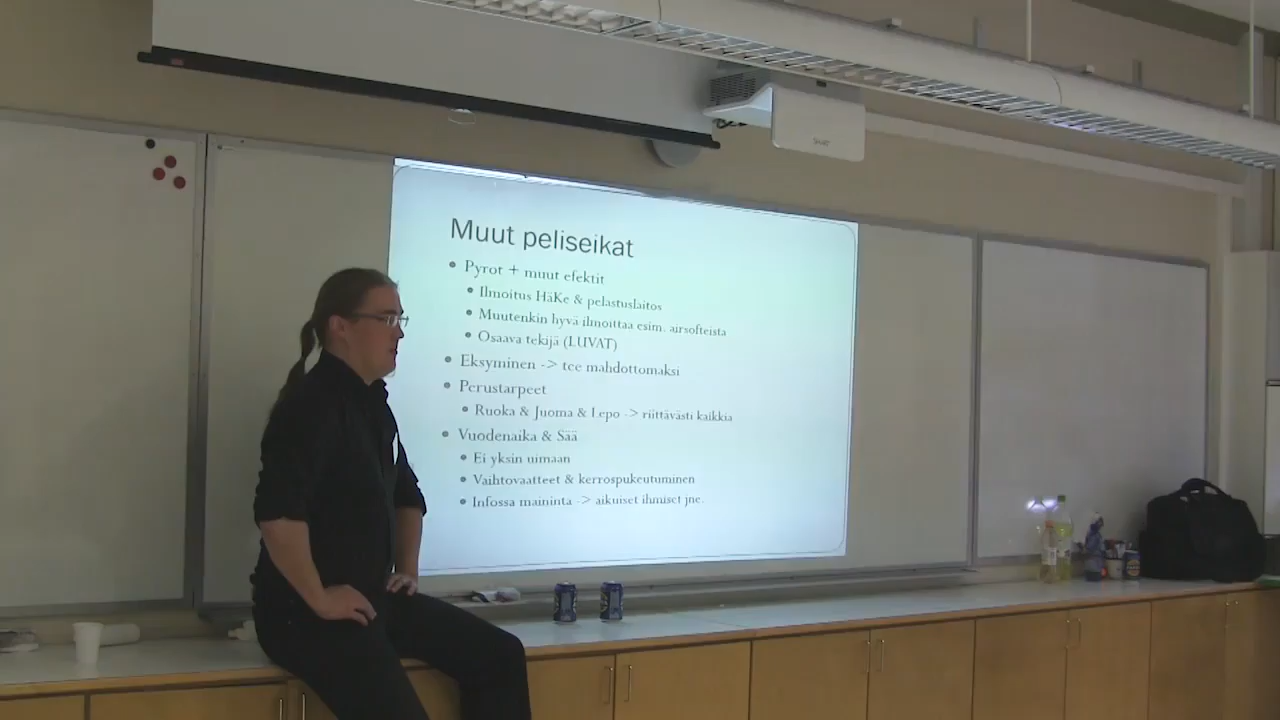 Muut peliseikat
Pyrot + muut efektit
Ilmoitus HäKe & pelastuslaitos
Muutenkin hyvä ilmoittaa esim. airsofteista
Osaava tekijä (LUVAT)
Eksyminen -> tee mahdottomaksi
Perustarpeet
Ruoka & Juoma & Lepo -> riittävästi kaikkia
Vuodenaika & Sää
Ei yksin uimaan
Vaihtovaatteet & kerrospukeutuminen
Infossa maininta -> aikuiset ihmiset jne.